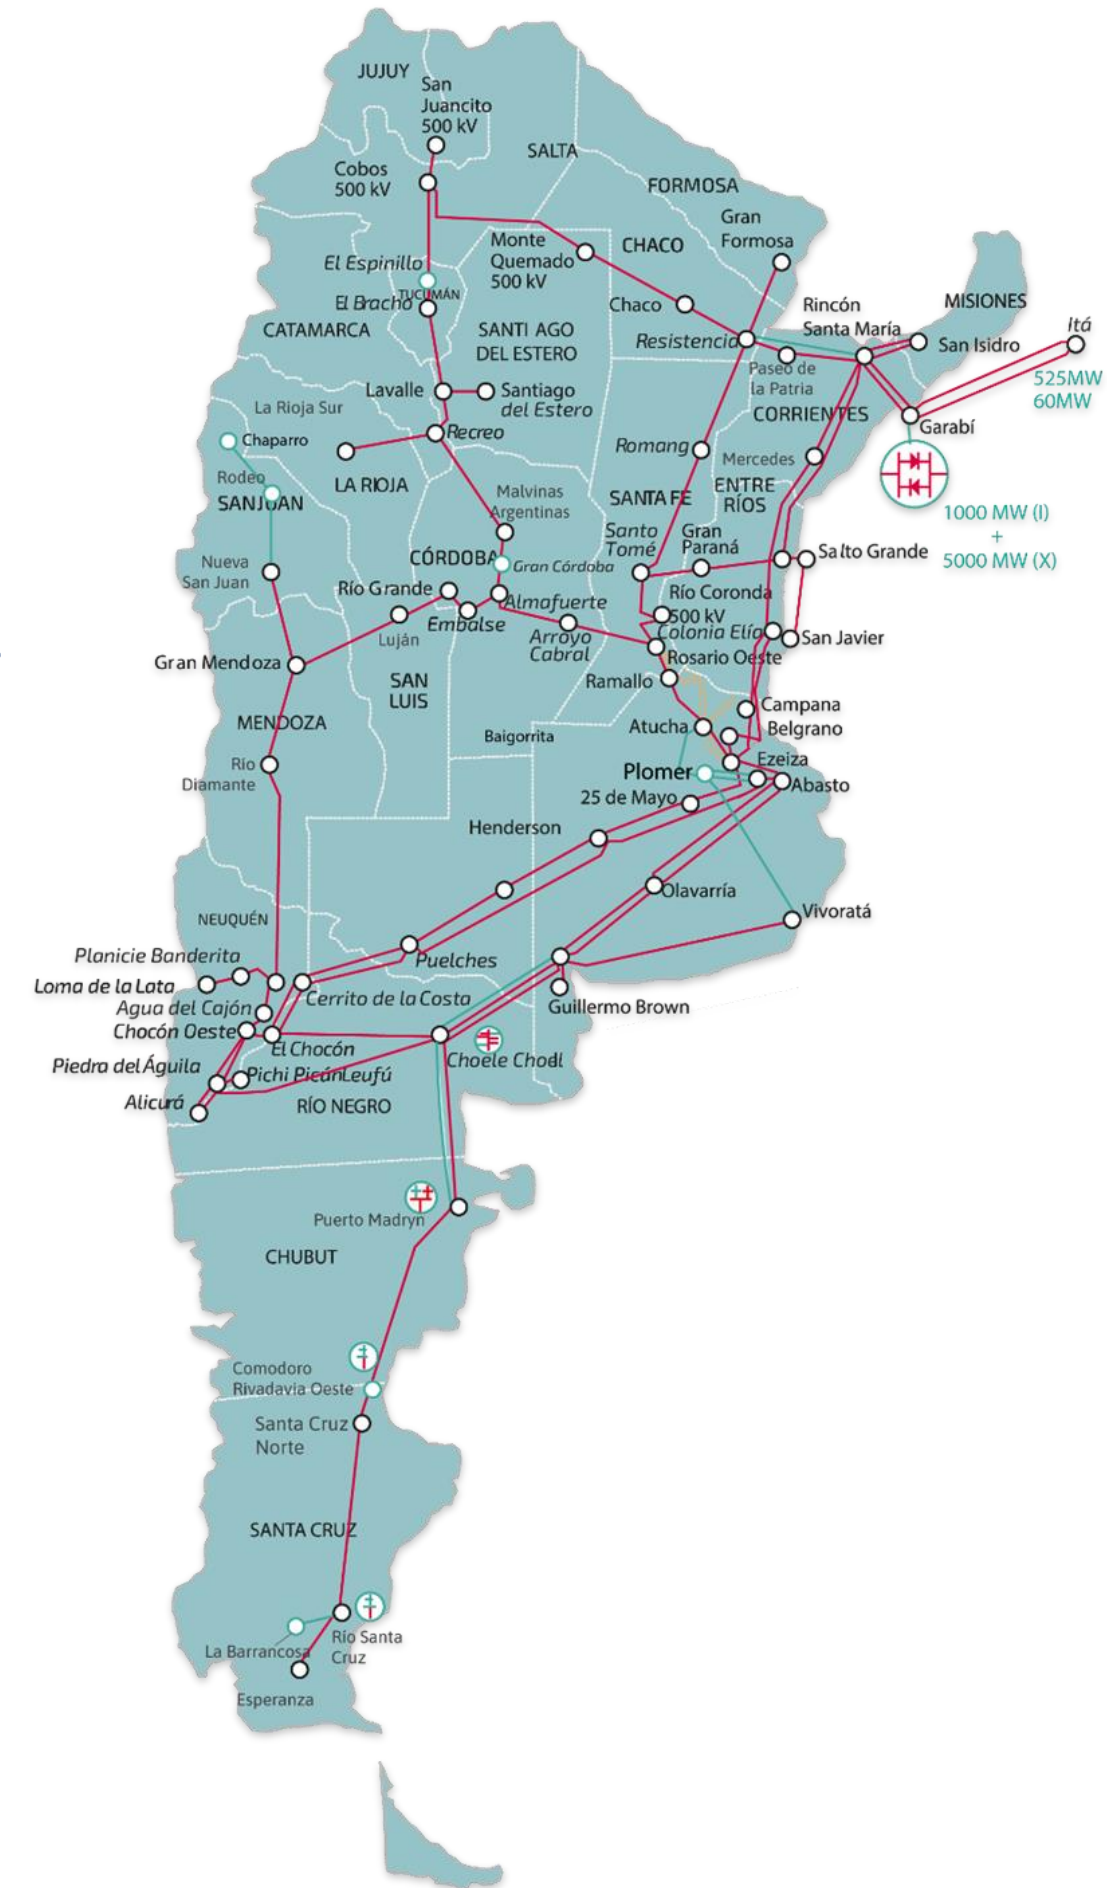 JUJUY
San
Juancito
500 kV
SALTA
Cobos
500 kV
FORMOSA
Gran
Formosa
Monte
Quemado
500 kV
CHACO
El Espinillo
TUCUMÁN
El Bracho
Chaco
Rincón
Santa María
MISIONES
Itá
CATAMARCA
SANTI AGO
DEL ESTERO
Resistencia
San Isidro
Paseo de
la Patria
525MW
60MW
Lavalle
Santiago
del Estero
La Rioja Sur
CORRIENTES
Garabí
Chaparro
Recreo
Romang
Mercedes
Rodeo
LA RIOJA
SAN JUAN
Malvinas
Argentinas
SANTA FE
ENTRE
RÍOS
1000 MW (I)
+
5000 MW (X)
Santo
Tomé
Gran
Paraná
Salto Grande
Nueva
San Juan
CÓRDOBA
Gran Córdoba
Río Grande
Río Coronda
500 kV
Almafuerte
Embalse
Luján
Arroyo
Cabral
Colonia Elía
San Javier
Rosario Oeste
Gran Mendoza
SAN
LUIS
Ramallo
Campana
Belgrano
MENDOZA
Baigorrita
Atucha
Ezeiza
Río
Diamante
Plomer
Abasto
25 de Mayo
Henderson
Olavarría
Vivoratá
NEUQUÉN
Planicie Banderita
Puelches
Loma de la Lata
Cerrito de la Costa
Agua del Cajón
Guillermo Brown
Chocón Oeste
El Chocón
Choele Choell
Piedra del Águila
Pichi PicánLeufú
Alicurá
RÍO NEGRO
Puerto Madryn
CHUBUT
Comodoro
Rivadavia Oeste
Santa Cruz
Norte
SANTA CRUZ
Río Santa
Cruz
La Barrancosa
Esperanza